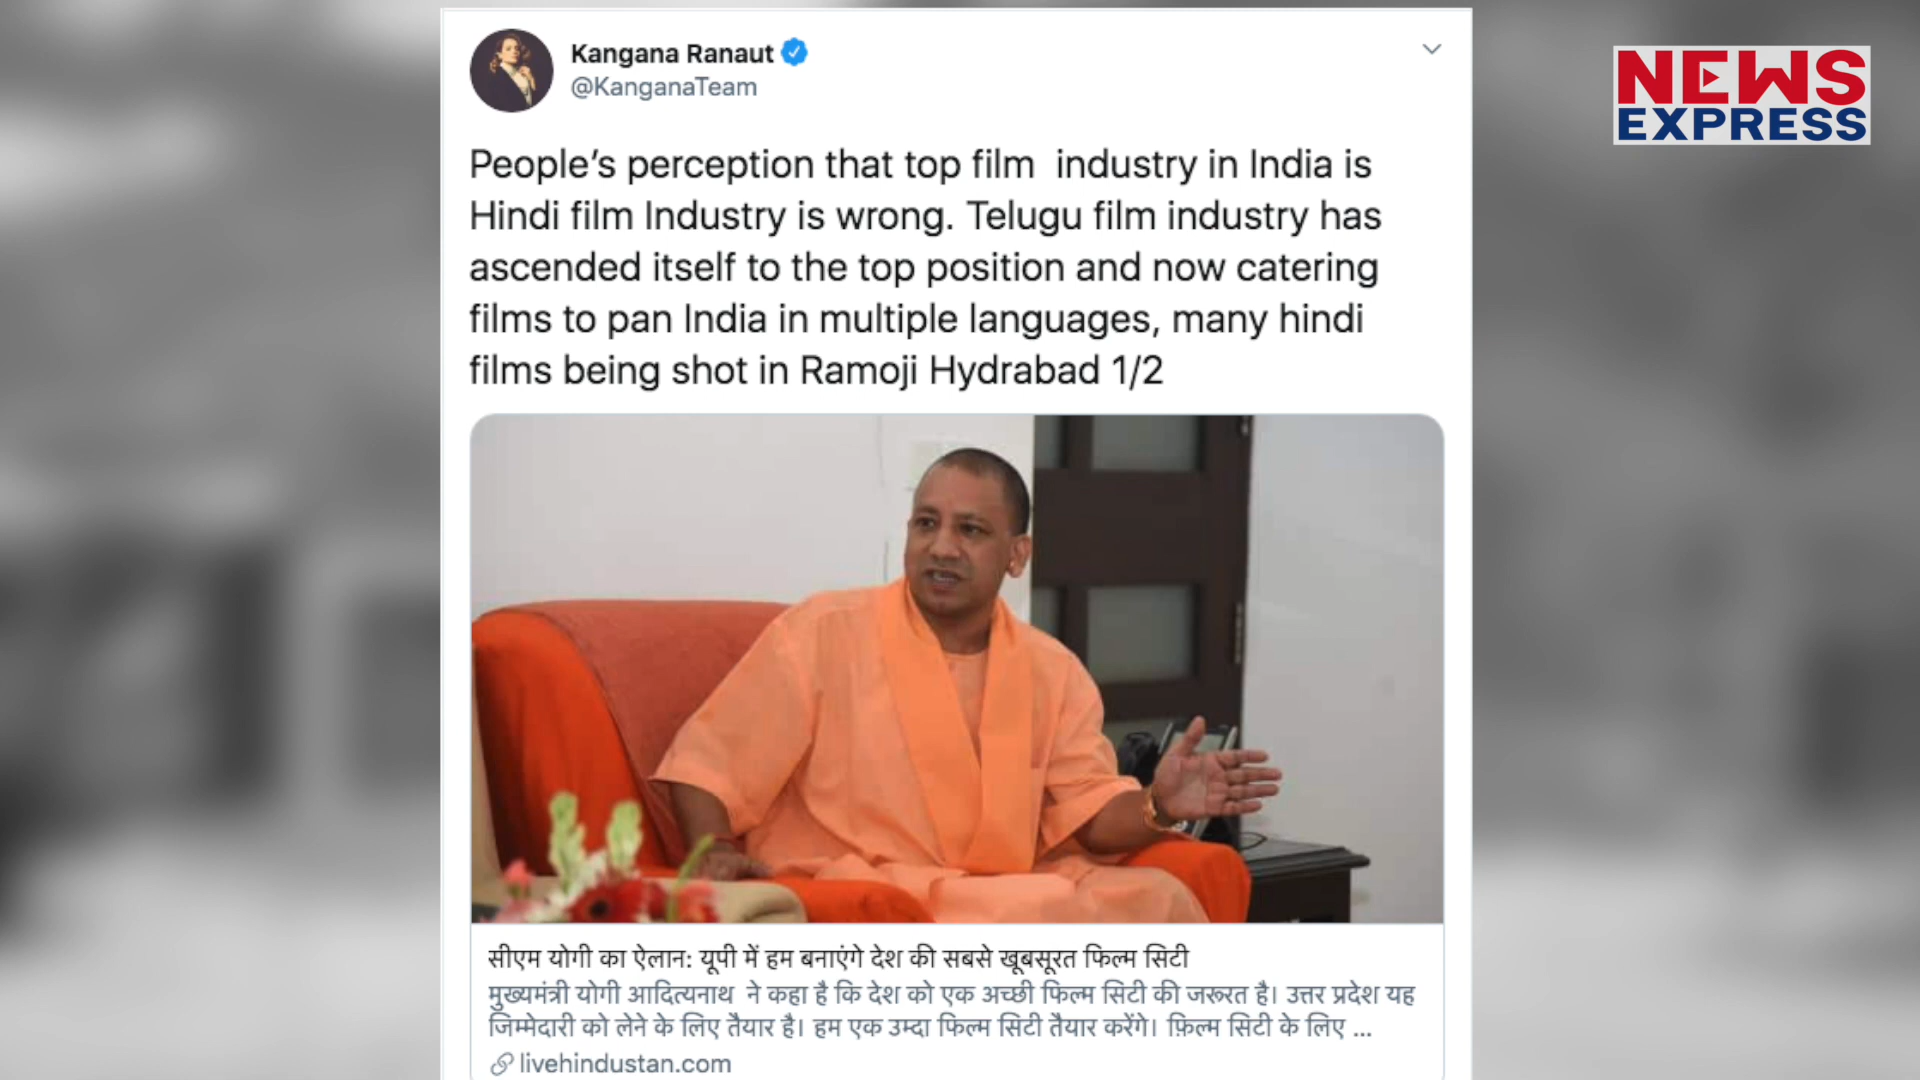 Kangana Ranaut
@KanganaTeam
NEWS
EXPRESS
People’s perception that top film  industry in India is
Hindi film Industry is wrong. Telugu film industry has
ascended itself to the top position and now catering
films to pan India in multiple languages, many hindi
films being shot in Ramoji Hydrabad 1/2
सीएम योगी का ऐलान: यूपी में हम बनाएंगे देश की सबसे खूबसूरत फिल्म सिटी
मुख्यमंत्री योगी आदित्यनाथ  ने कहा है कि देश को एक अच्छी फिल्म सिटी की जरूरत है। उत्तर प्रदेश यह
जिम्मेदारी को लेने के लिए तैयार है। हम एक उम्दा फिल्म सिटी तैयार करेंगे। फ़िल्म सिटी के लिए ...
livehindustan.com